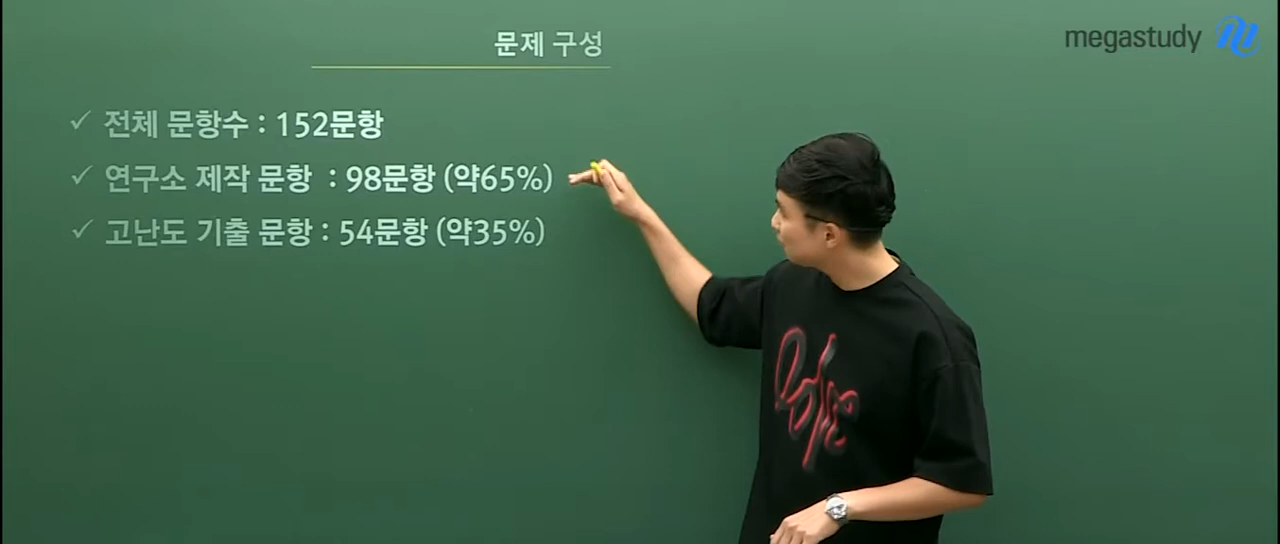 문제 구성
megastudy
✓ 전체 문항수 : 152문항
✓ 연구소 제작 문항 : 98문항 (약65%)
✓ 고난도 기출 문항 : 54문항 (약35%)